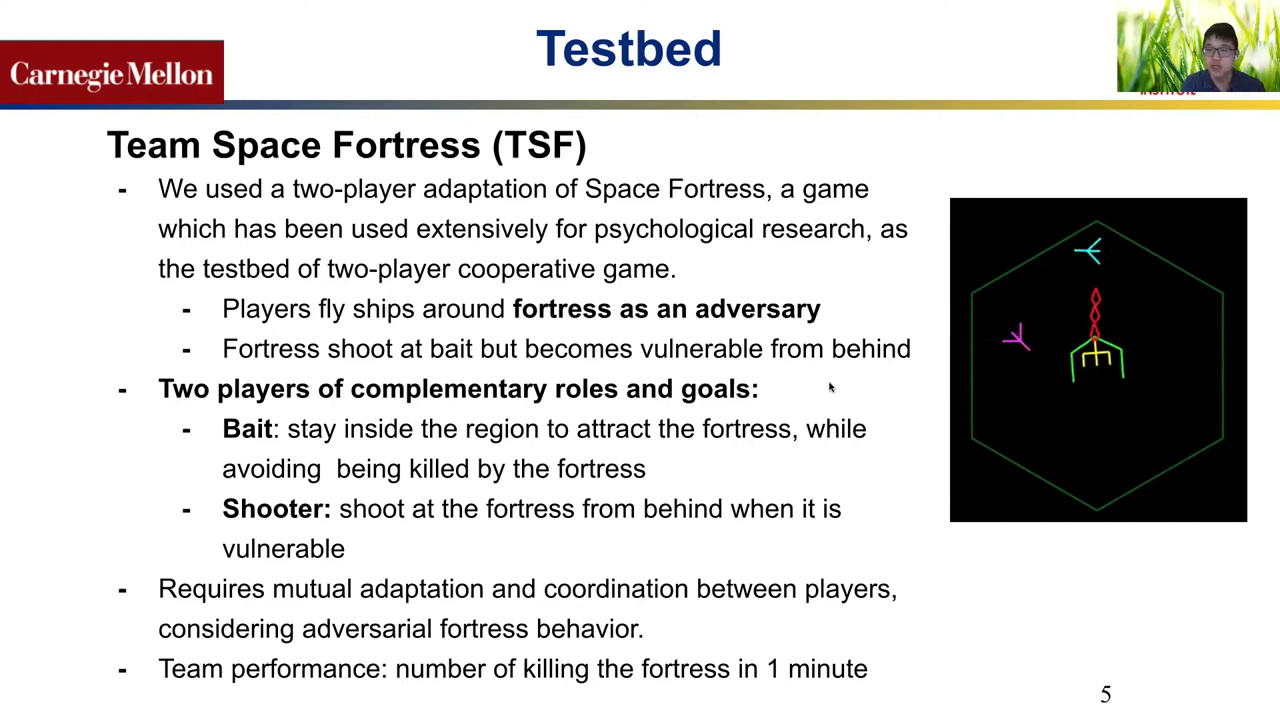 Testbed
Carnegie Mellon
Team Space Fortress (TSF)
- We used a two-player adaptation of Space Fortress, a game
which has been used extensively for psychological research, as
the testbed of two-player cooperative game.
- Players fly ships around fortress as an adversary
- Fortress shoot at bait but becomes vulnerable from behind
- Two players of complementary roles and goals:
- Bait: stay inside the region to attract the fortress, while
avoiding being killed by the fortress
- Shooter: shoot at the fortress from behind when it is
vulnerable
- Requires mutual adaptation and coordination between players,
considering adversarial fortress behavior.
- Team performance: number of killing the fortress in 1 minute
5